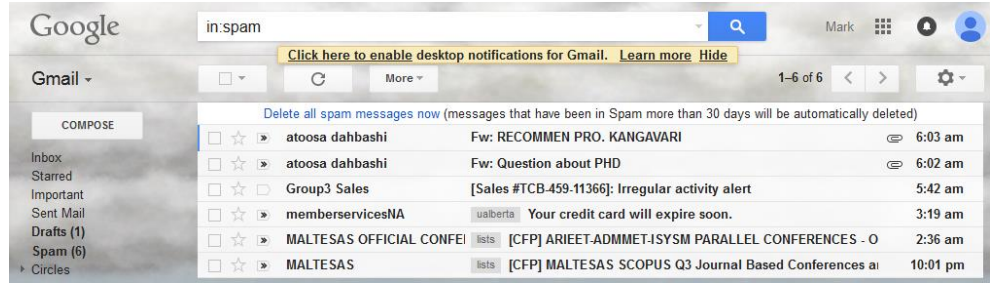 Google in:spam Mark
Click here to enable desktop notifications for Gmail. Learn more Hide
Gmail More 1–6 of 6
Delete all spam messages now (messages that have been in Spam more than 30 days will be automatically deleted)
COMPOSE
Inbox
Starred
Important
Sent Mail
Drafts (1)
Spam (6)
Circles
atoosa dahbashi Fw: RECOMMEN PRO. KANGAVARI 6:03 am
atoosa dahbashi Fw: Question about PHD 6:02 am
Group3 Sales [Sales #TCB-459-11366]: Irregular activity alert 5:42 am
memberservicesNA ualberta Your credit card will expire soon. 3:19 am
MALTESAS OFFICIAL CONFEI lists [CFP] ARIEET-ADMMET-ISYSM PARALLEL CONFERENCES - O 2:36 am
MALTESAS lists [CFP] MALTESAS SCOPUS Q3 Journal Based Conferences a 10:01 pm